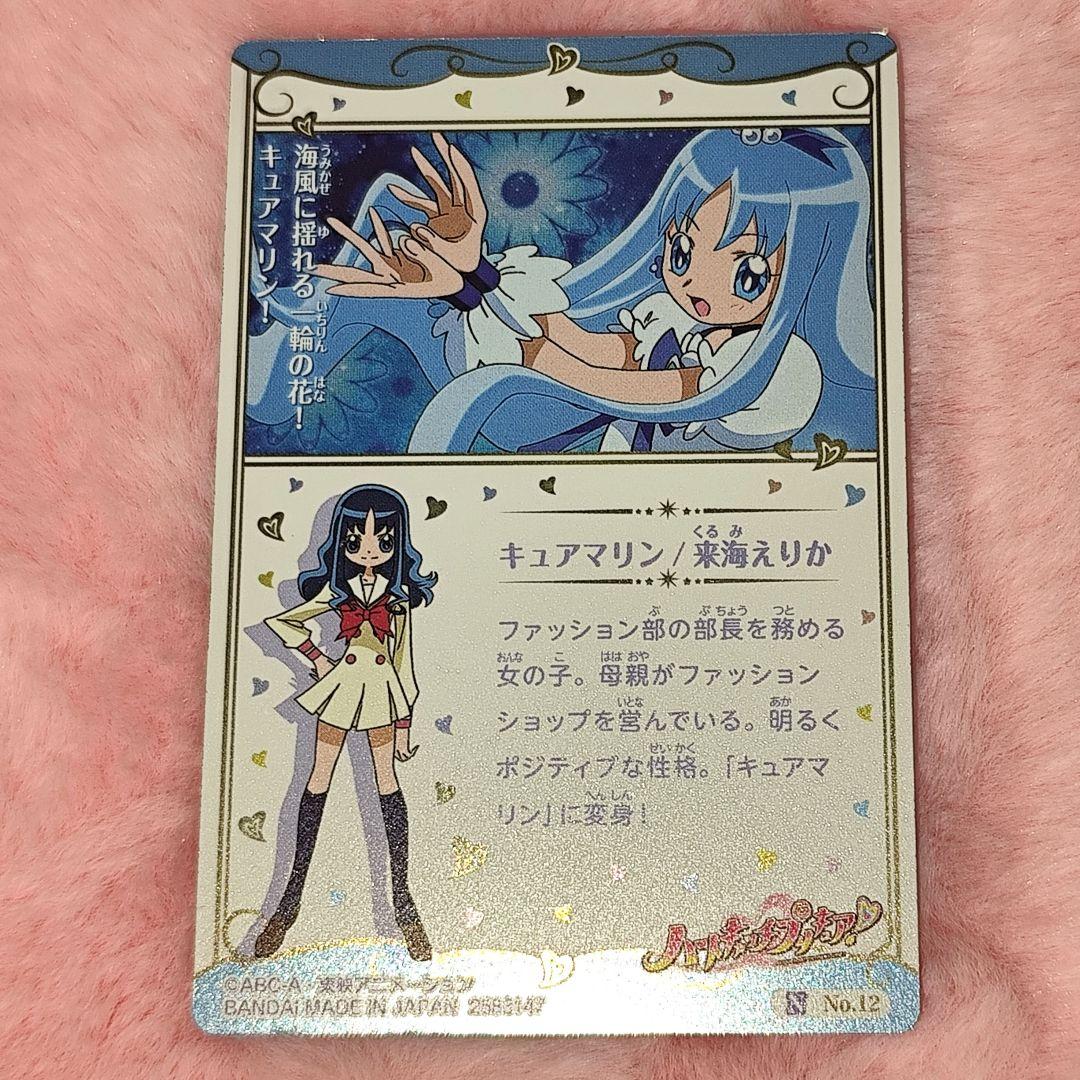 海風に揺れる一輪の花!
キュアマリン!
キュアマリン/来海えりか
ファッション部の部長を務める
女の子。母親がファッション
ショップを営んでいる。明るく
ポジティブな性格。「キュアマ
リン」に変身!
ハートキャッチプリキュア!
©ABC-A・東映アニメーション
BANDAI MADE IN JAPAN
N No.12